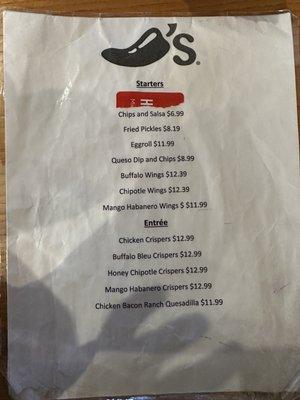 's®
Starters
H
Chips and Salsa $6.99
Fried Pickles $8.19
Eggroll $11.99
Queso Dip and Chips $8.99
Buffalo Wings $12.39
Chipotle Wings $12.39
Mango Habanero Wings $ $11.99
Entrée
Chicken Crispers $12.99
Buffalo Bleu Crispers $12.99
Honey Chipotle Crispers $12.99
Mango Habanero Crispers $12.99
Chicken Bacon Ranch Quesadilla $11.99